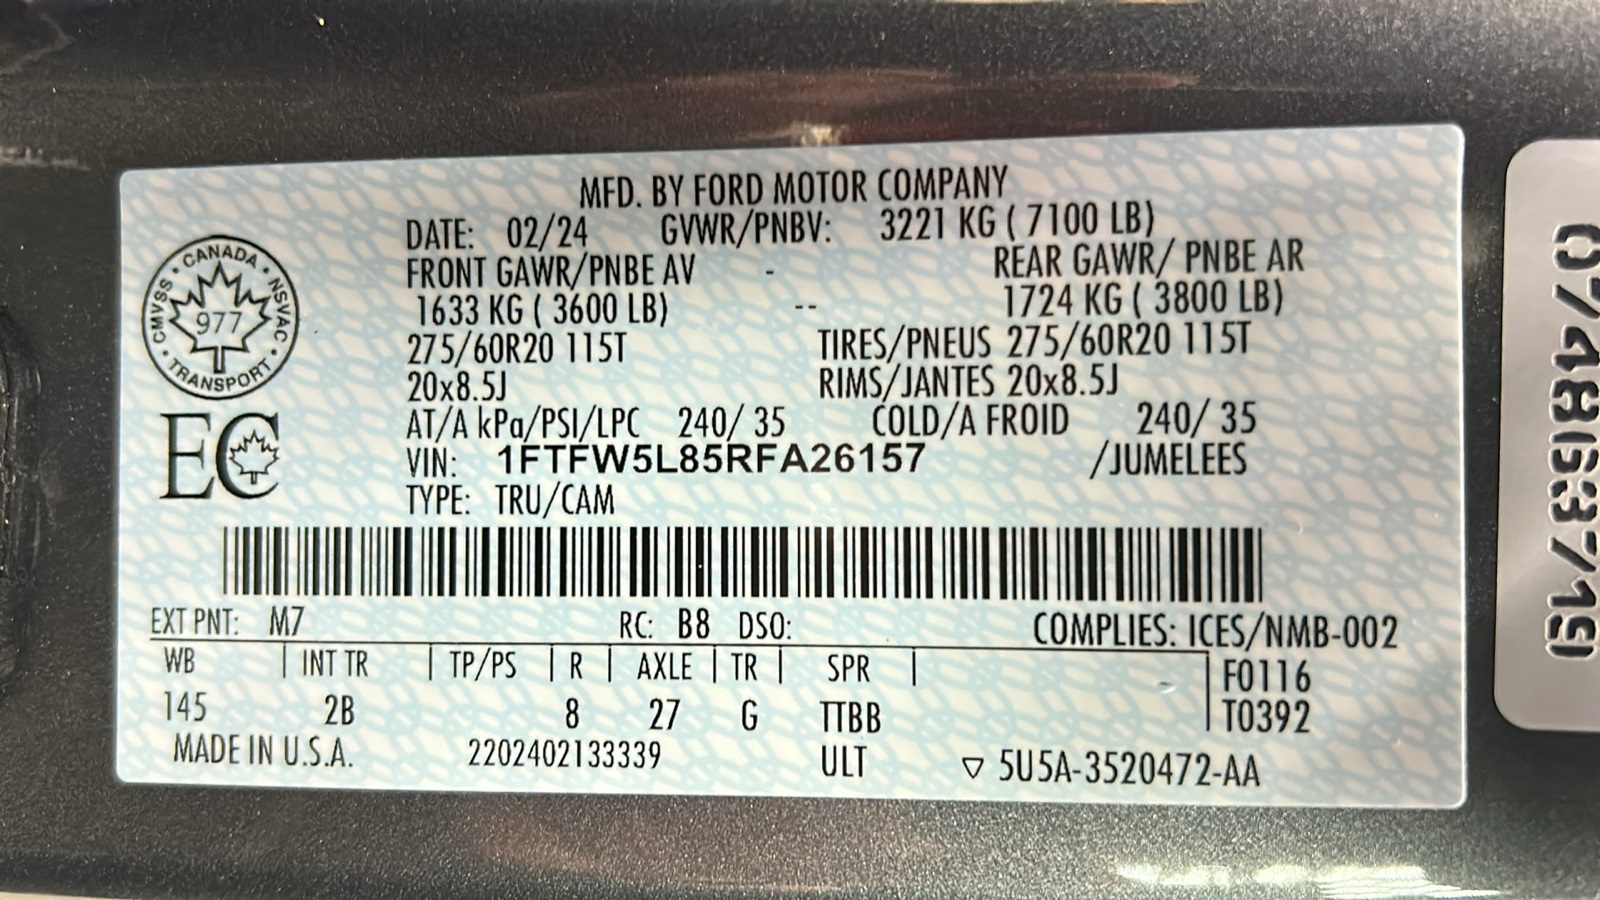 MFD. BY FORD MOTOR COMPANY
DATE: 02/24 GVWR/PNBV: 3221 KG ( 7100 LB)
FRONT GAWR/PNBE AV - REAR GAWR/ PNBE AR
1633 KG ( 3600 LB) -- 1724 KG ( 3800 LB)
275/60R20 115T TIRES/PNEUS 275/60R20 115T
20x8.5J RIMS/JANTES 20x8.5J
AT/A kPa/PSI/LPC 240/ 35 COLD/A FROID 240/ 35
VIN: 1FTFW5L85RFA26157 /JUMELEES
TYPE: TRU/CAM
CANADA • NSVAC • TRANSPORT • CMVSS •
977
EC
EXT PNT: M7 RC: B8 DSO: COMPLIES: ICES/NMB-002
WB | INT TR | TP/PS | R | AXLE | TR | SPR | F0116
145 2B 8 27 G TTBB T0392
MADE IN U.S.A. 2202402133339 ULT ▽ 5U5A-3520472-AA